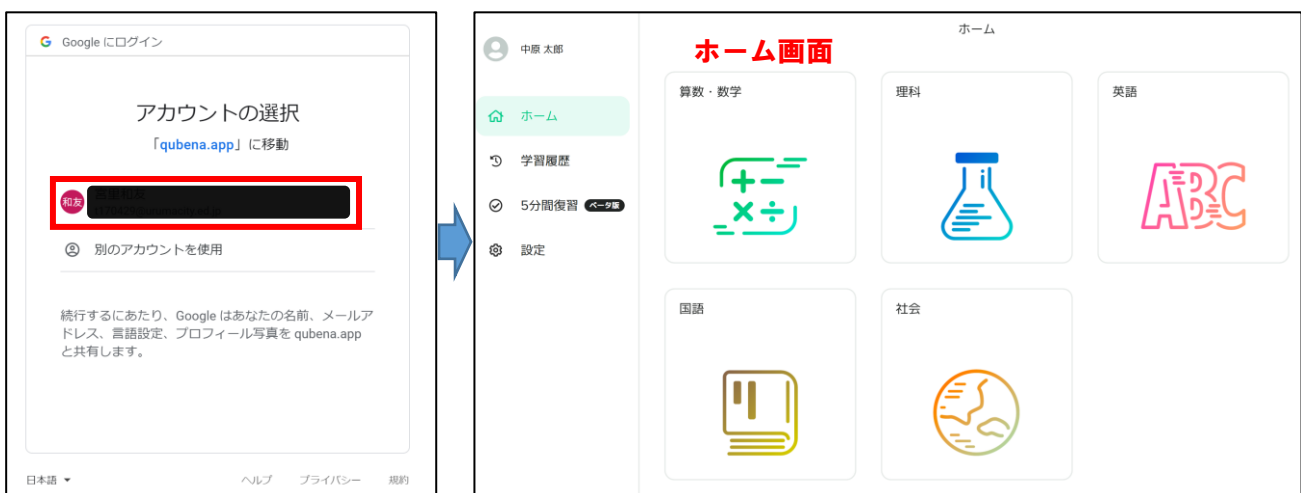 Google にログイン
アカウントの選択
「qubena.app」に移動
和友
別のアカウントを使用
続行するにあたり、Google はあなたの名前、メールア
ドレス、言語設定、プロフィール写真を qubena.app
と共有します。
日本語
ヘルプ
プライバシー
規約
中原 太郎
ホーム
学習履歴
5分間復習 ベータ版
設定
ホーム
ホーム画面
算数・数学
理科
英語
ABC
国語
社会